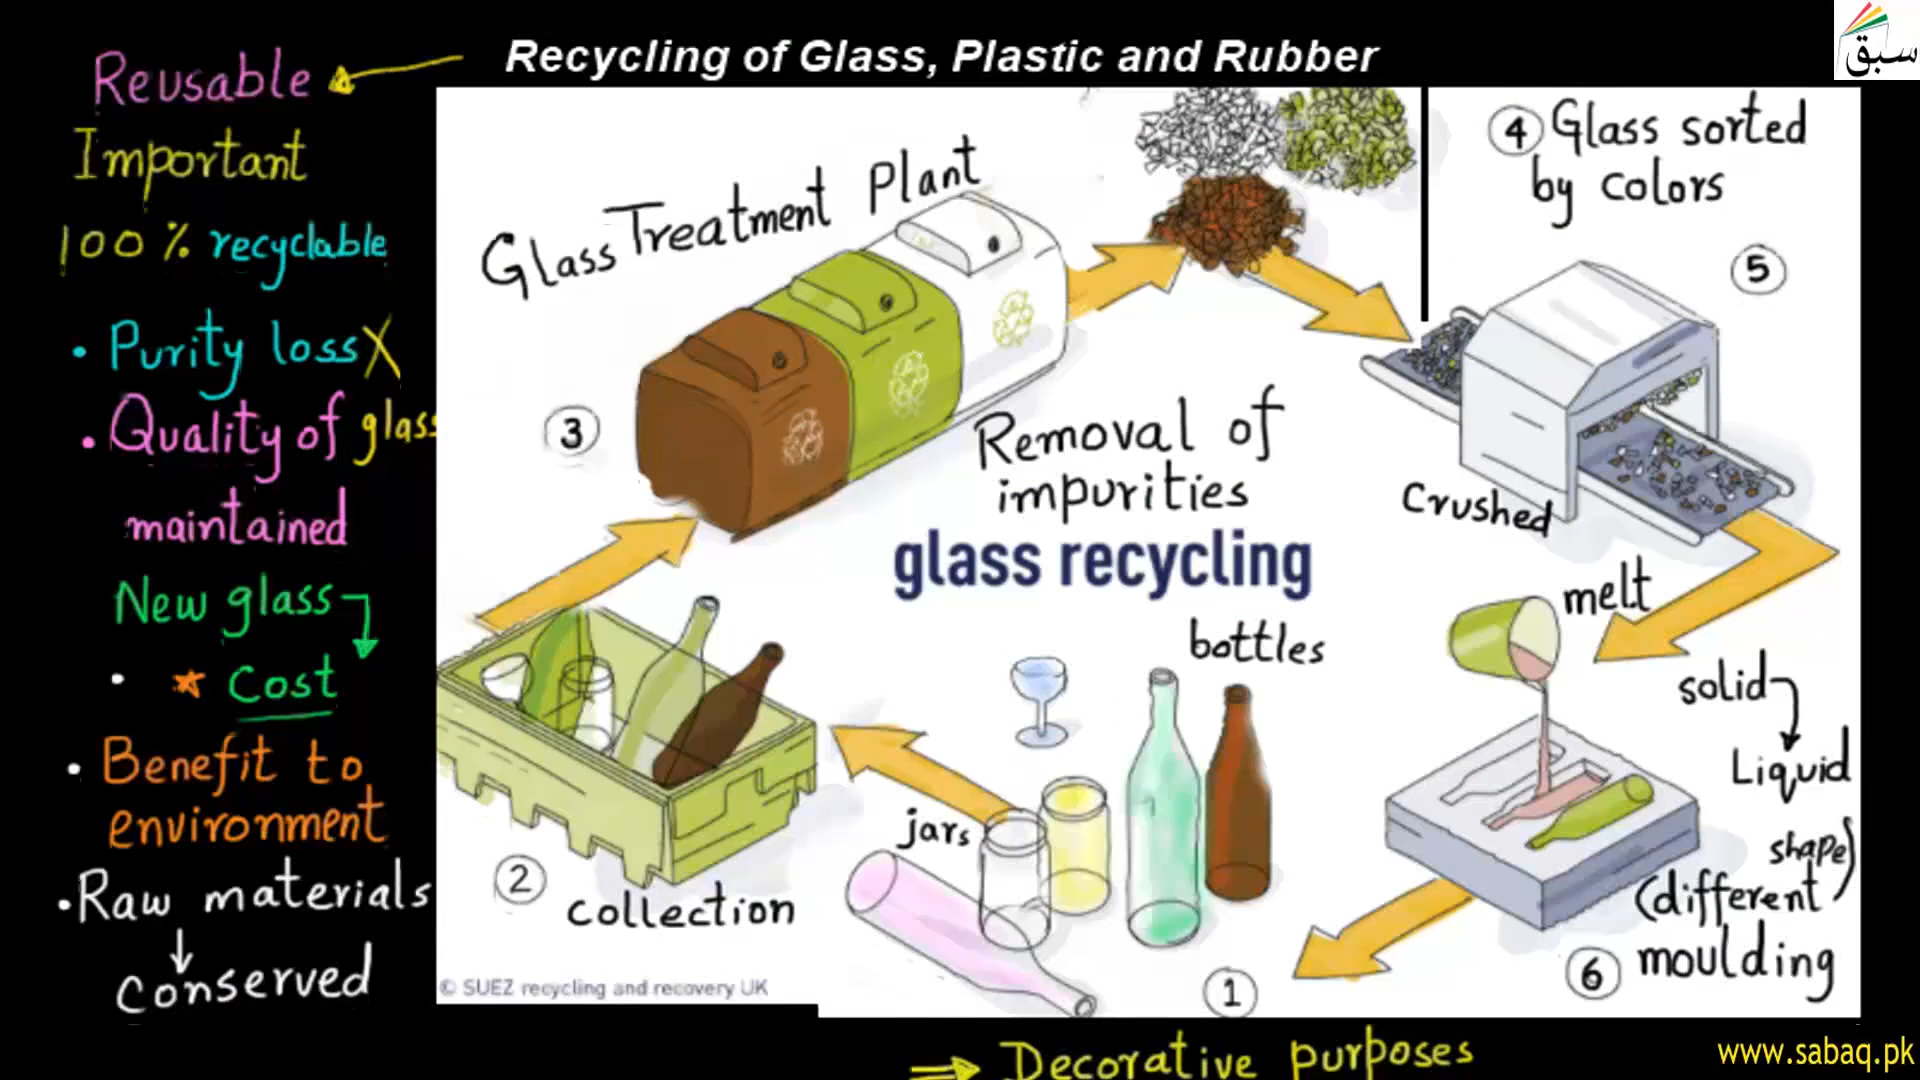 Recycling of Glass, Plastic and Rubber
سبق
Reusable
Important
100% recyclable
• Purity loss X
• Quality of glass
maintained
New glass
• * Cost
• Benefit to
environment
• Raw materials
↓
Conserved
Glass Treatment Plant
3
Removal of
impurities
glass recycling
4 Glass sorted
by colors
5
Crushed
melt
solid
Liquid
shape)
(different
6 moulding
bottles
jars
1
2
collection
© SUEZ recycling and recovery UK
⇒ Decorative purposes
www.sabaq.pk